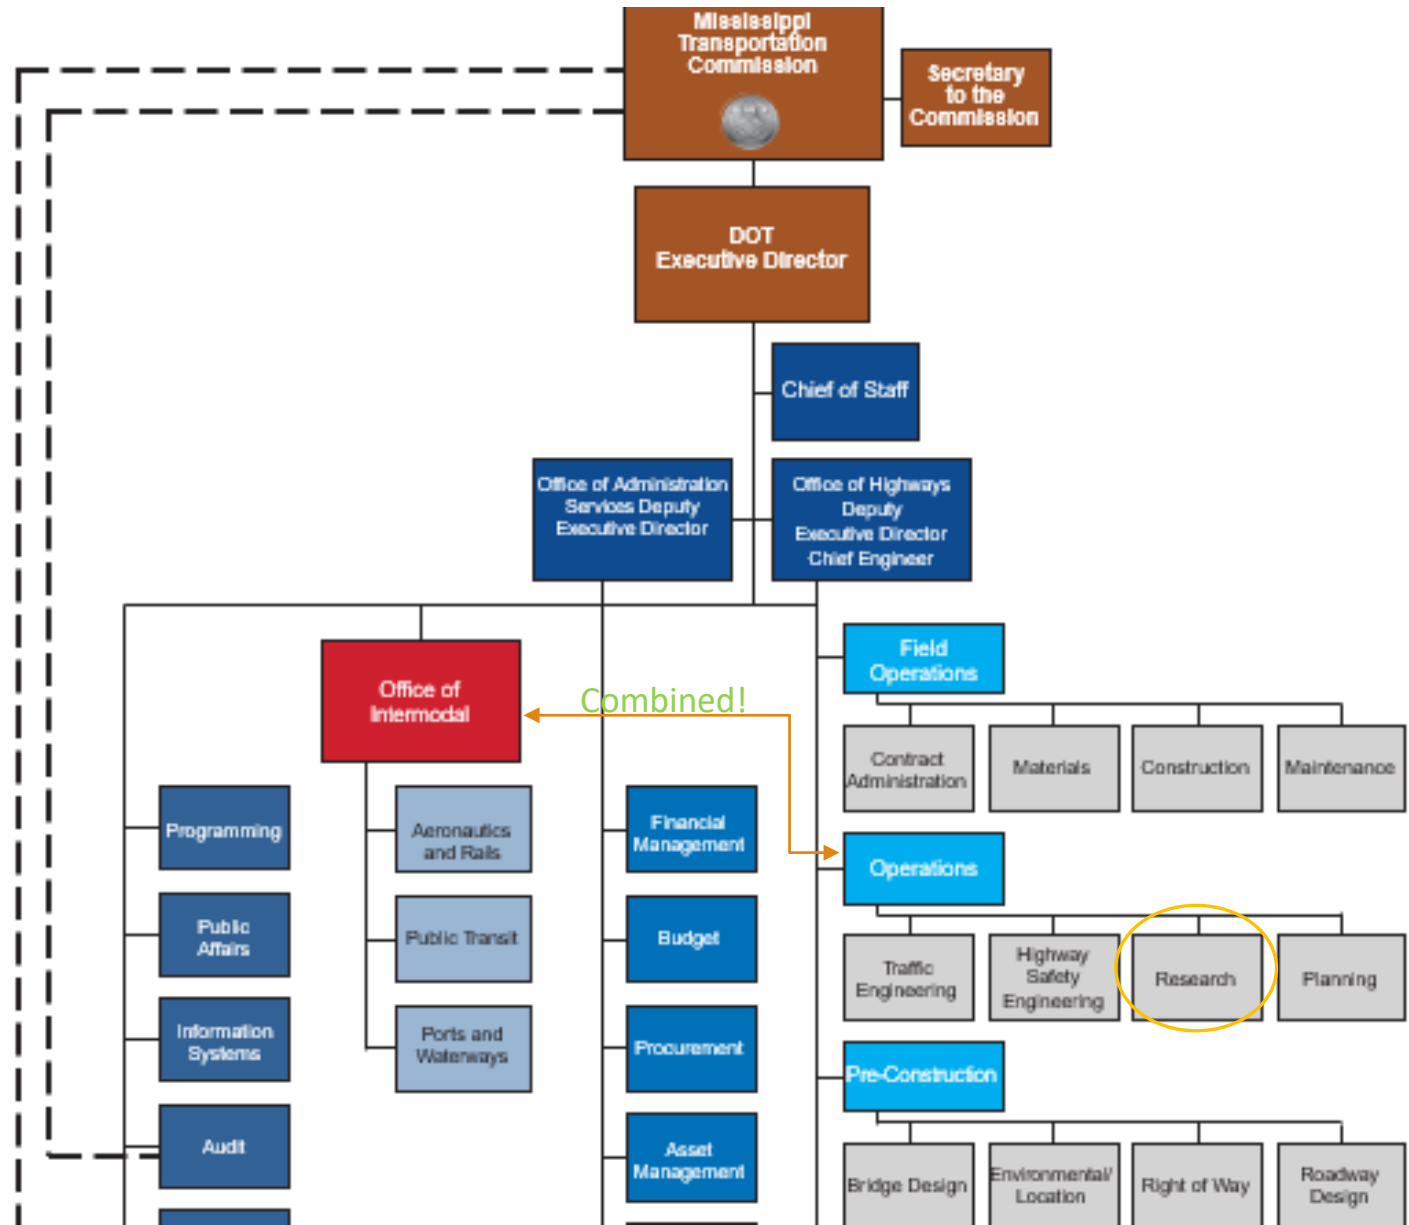 Mississippi
Transportation
Commission
Secretary
to the
Commission
DOT
Executive Director
Chief of Staff
Office of Administration
Services Deputy
Executive Director
Office of Highways
Deputy
Executive Director
Chief Engineer
Field
Operations
Office of
Intermodal
Combined!
Contract
Administration
Materials
Construction
Maintenance
Programming
Aeronautics
and Rails
Financial
Management
Operations
Public
Affairs
Public Transit
Budget
Traffic
Engineering
Highway
Safety
Engineering
Research
Planning
Information
Systems
Ports and
Waterways
Procurement
Pre-Construction
Audit
Asset
Management
Bridge Design
Environmental/
Location
Right of Way
Roadway
Design